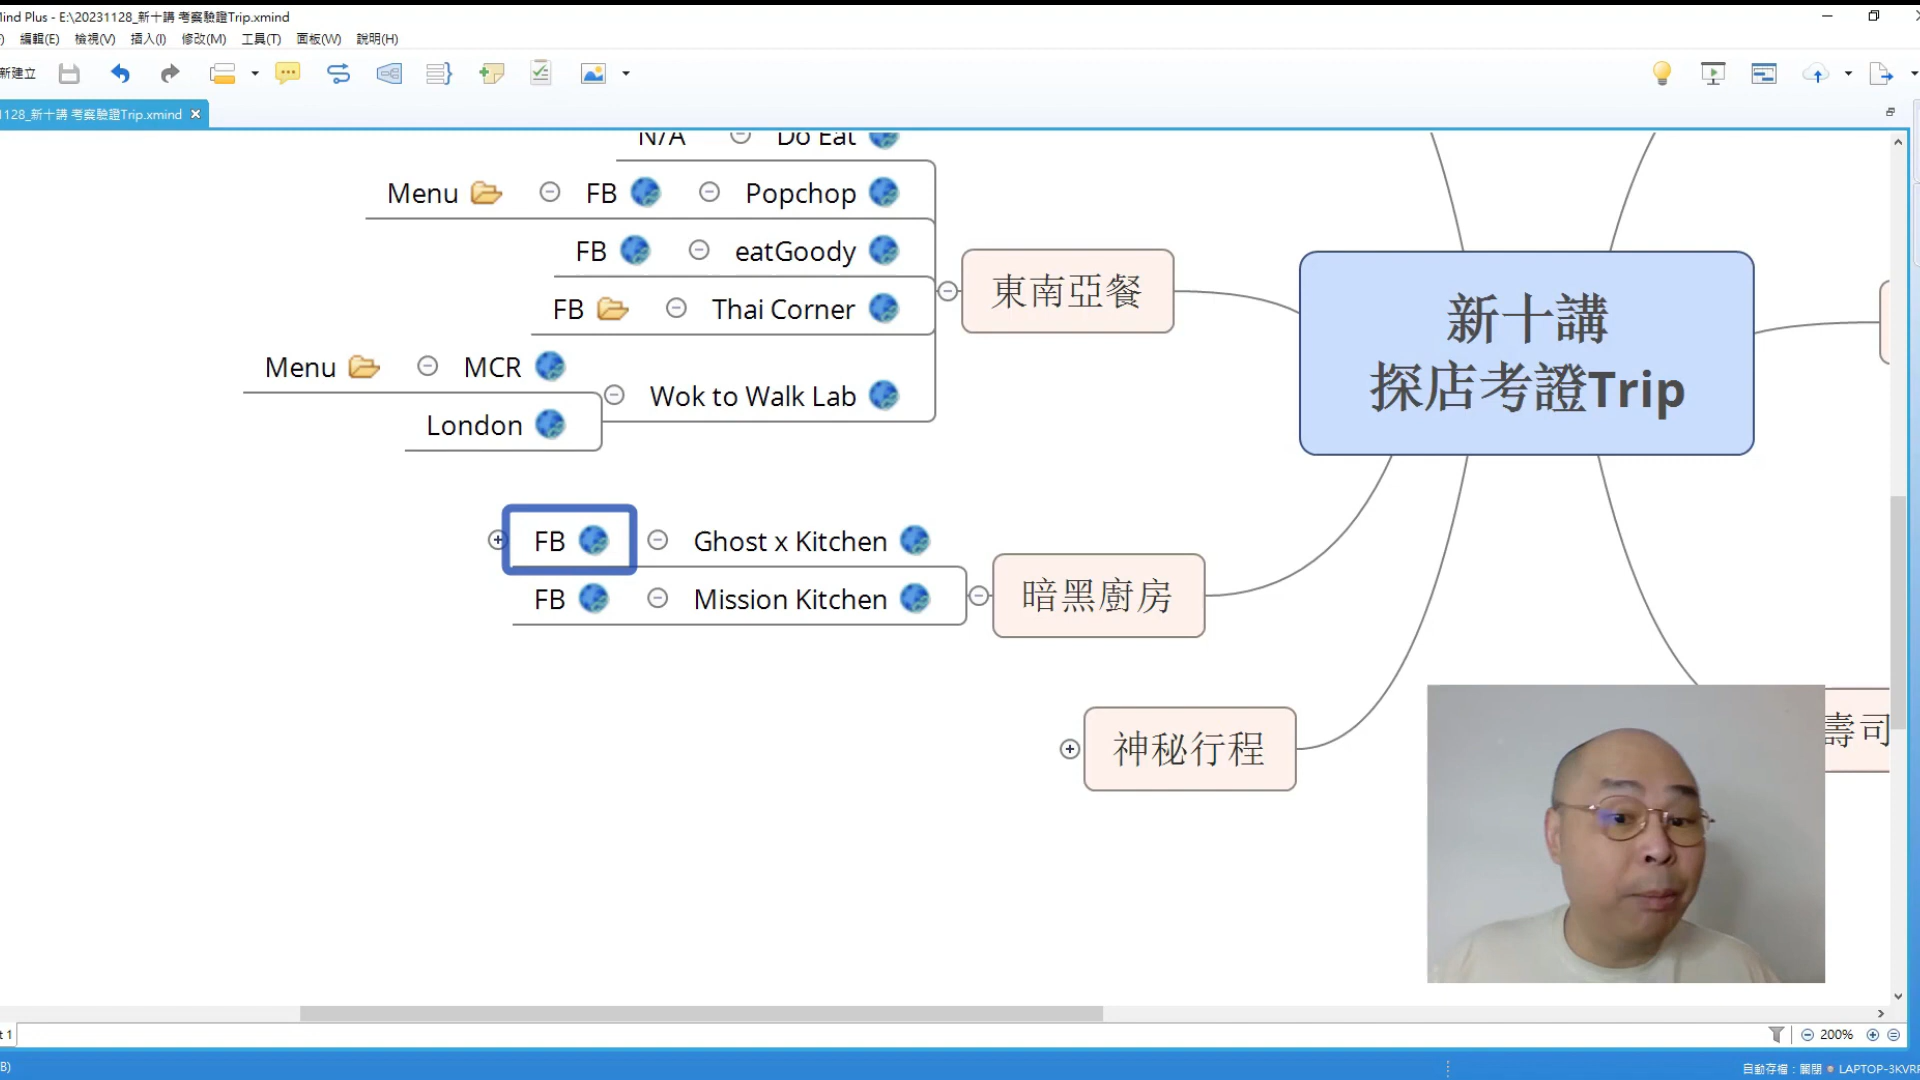 Mind Plus - E:\20231128_新十講 考察驗證Trip.xmind
編輯(E) 檢視(V) 插入(I) 修改(M) 工具(T) 面板(W) 說明(H)
新建立
1128_新十講 考察驗證Trip.xmind
N/A Do Eat
Menu FB Popchop
FB eatGoody
FB Thai Corner
Menu MCR
Wok to Walk Lab
London
東南亞餐
新十講
探店考證Trip
FB Ghost x Kitchen
FB Mission Kitchen
暗黑廚房
神秘行程
壽司
t 1
200%
B)
自動存檔：關閉 LAPTOP-3KVR